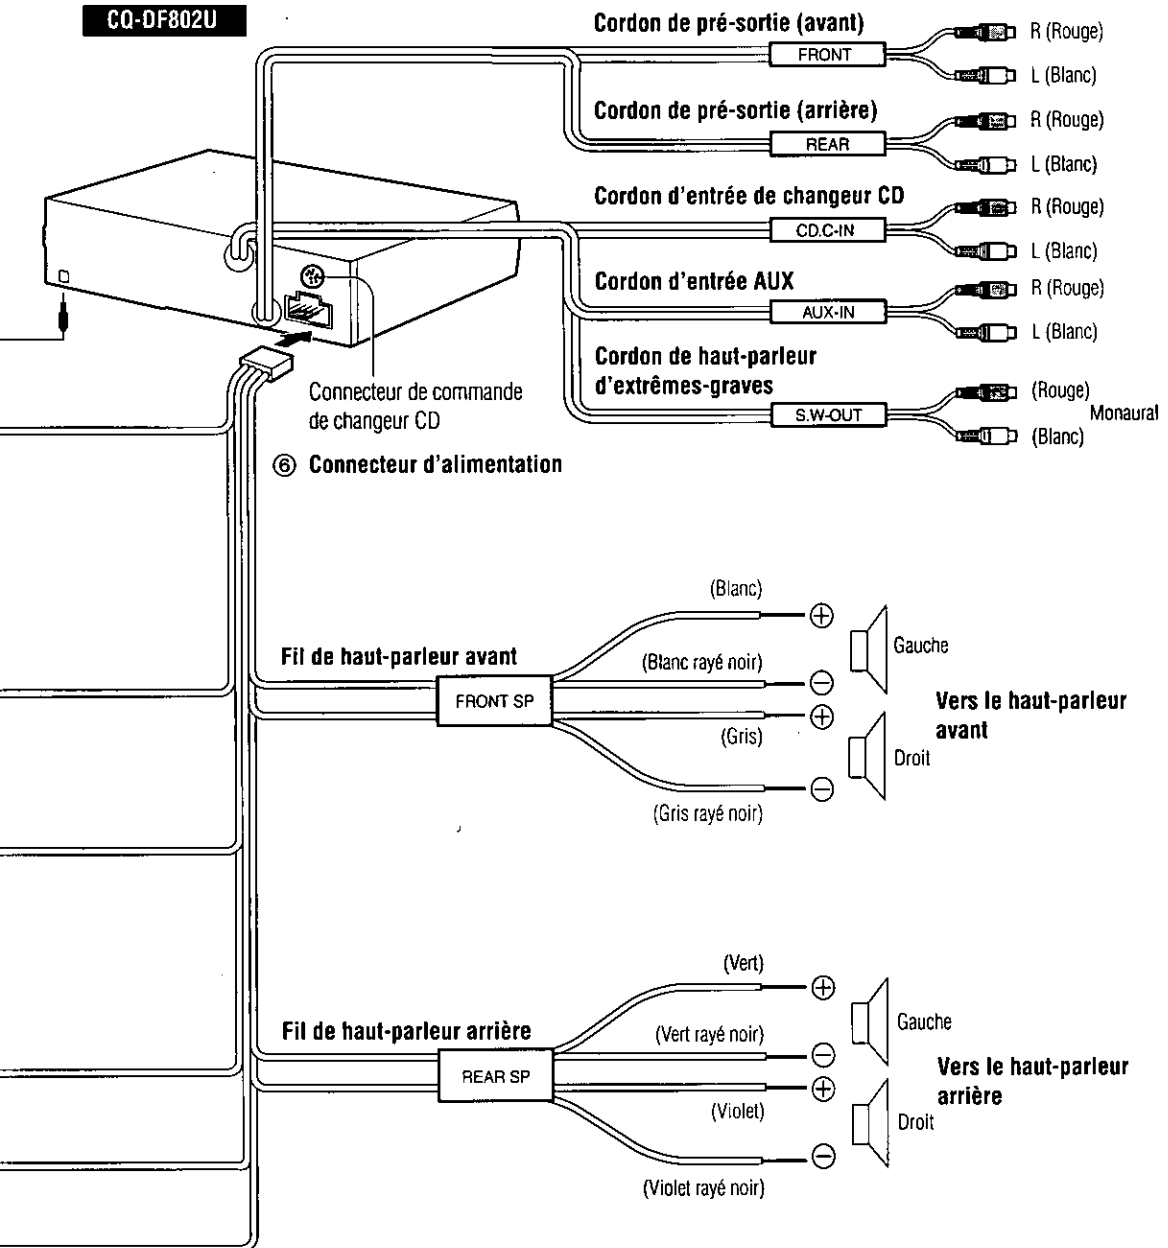 CQ-DF802U
Cordon de pré-sortie (avant)
FRONT
R (Rouge)
L (Blanc)
Cordon de pré-sortie (arrière)
REAR
R (Rouge)
L (Blanc)
Cordon d'entrée de changeur CD
CD.C-IN
R (Rouge)
L (Blanc)
Cordon d'entrée AUX
AUX-IN
R (Rouge)
L (Blanc)
Cordon de haut-parleur
d'extrêmes-graves
S.W-OUT
(Rouge)
Monaural
(Blanc)
Connecteur de commande
de changeur CD
⑥ Connecteur d'alimentation
Fil de haut-parleur avant
FRONT SP
(Blanc)
(Blanc rayé noir)
(Gris)
(Gris rayé noir)
+
−
+
−
Gauche
Droit
Vers le haut-parleur
avant
Fil de haut-parleur arrière
REAR SP
(Vert)
(Vert rayé noir)
(Violet)
(Violet rayé noir)
+
−
+
−
Gauche
Droit
Vers le haut-parleur
arrière